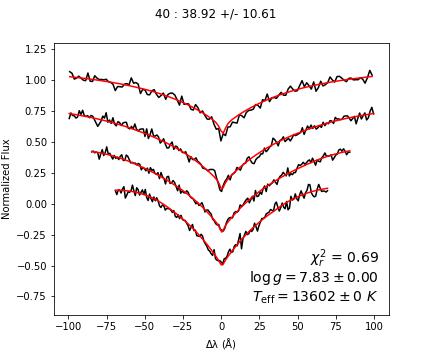 40 : 38.92 +/- 10.61
1.25
1.00
0.75
0.50
0.25
0.00
−0.25
−0.50
−0.75
Normalized Flux
χ²ᵣ = 0.69
log g = 7.83 ± 0.00
T_eff = 13602 ± 0 K
−100 −75 −50 −25 0 25 50 75 100
Δλ (Å)